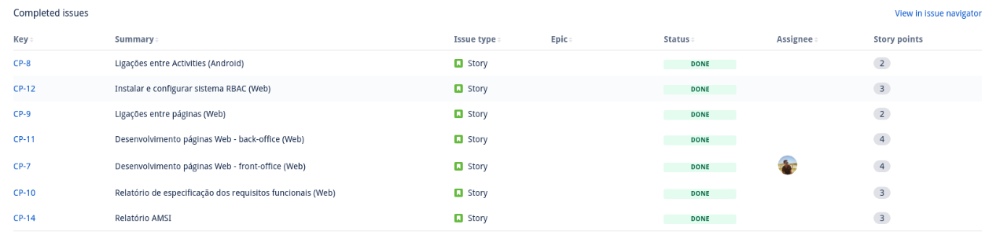 Completed issues View in issue navigator
Key Summary Issue type Epic Status Assignee Story points
CP-8 Ligações entre Activities (Android) Story DONE 2
CP-12 Instalar e configurar sistema RBAC (Web) Story DONE 3
CP-9 Ligações entre páginas (Web) Story DONE 2
CP-11 Desenvolvimento páginas Web - back-office (Web) Story DONE 4
CP-7 Desenvolvimento páginas Web - front-office (Web) Story DONE 4
CP-10 Relatório de especificação dos requisitos funcionais (Web) Story DONE 3
CP-14 Relatório AMSI Story DONE 3